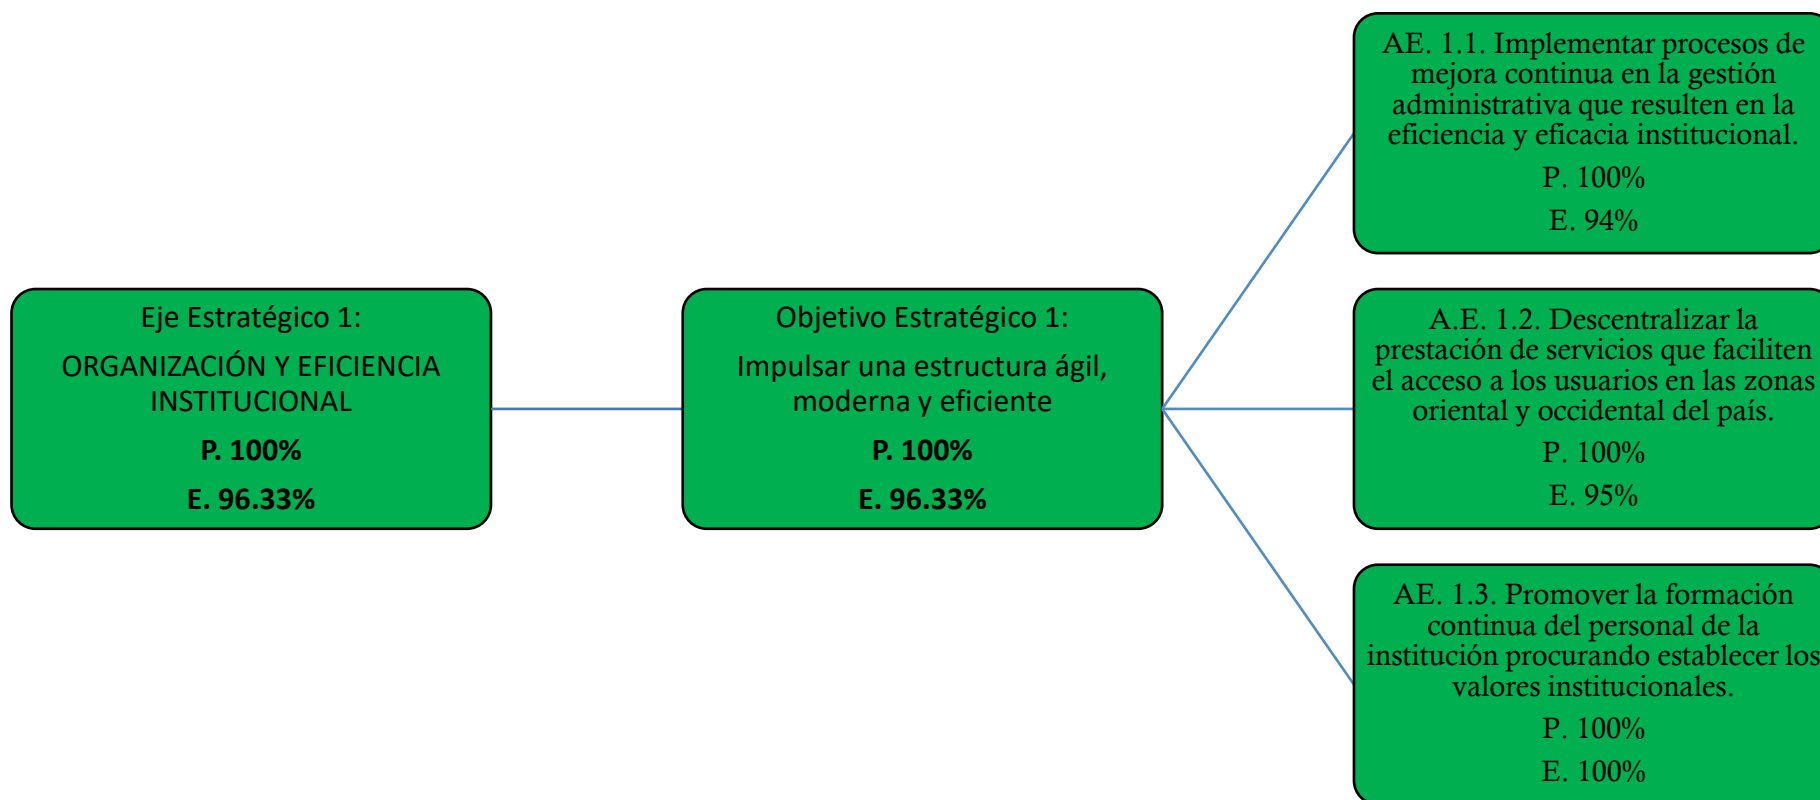 Eje Estratégico 1:
ORGANIZACIÓN Y EFICIENCIA
INSTITUCIONAL
P. 100%
E. 96.33%
Objetivo Estratégico 1:
Impulsar una estructura ágil,
moderna y eficiente
P. 100%
E. 96.33%
AE. 1.1. Implementar procesos de
mejora continua en la gestión
administrativa que resulten en la
eficiencia y eficacia institucional.
P. 100%
E. 94%
A.E. 1.2. Descentralizar la
prestación de servicios que faciliten
el acceso a los usuarios en las zonas
oriental y occidental del país.
P. 100%
E. 95%
AE. 1.3. Promover la formación
continua del personal de la
institución procurando establecer los
valores institucionales.
P. 100%
E. 100%